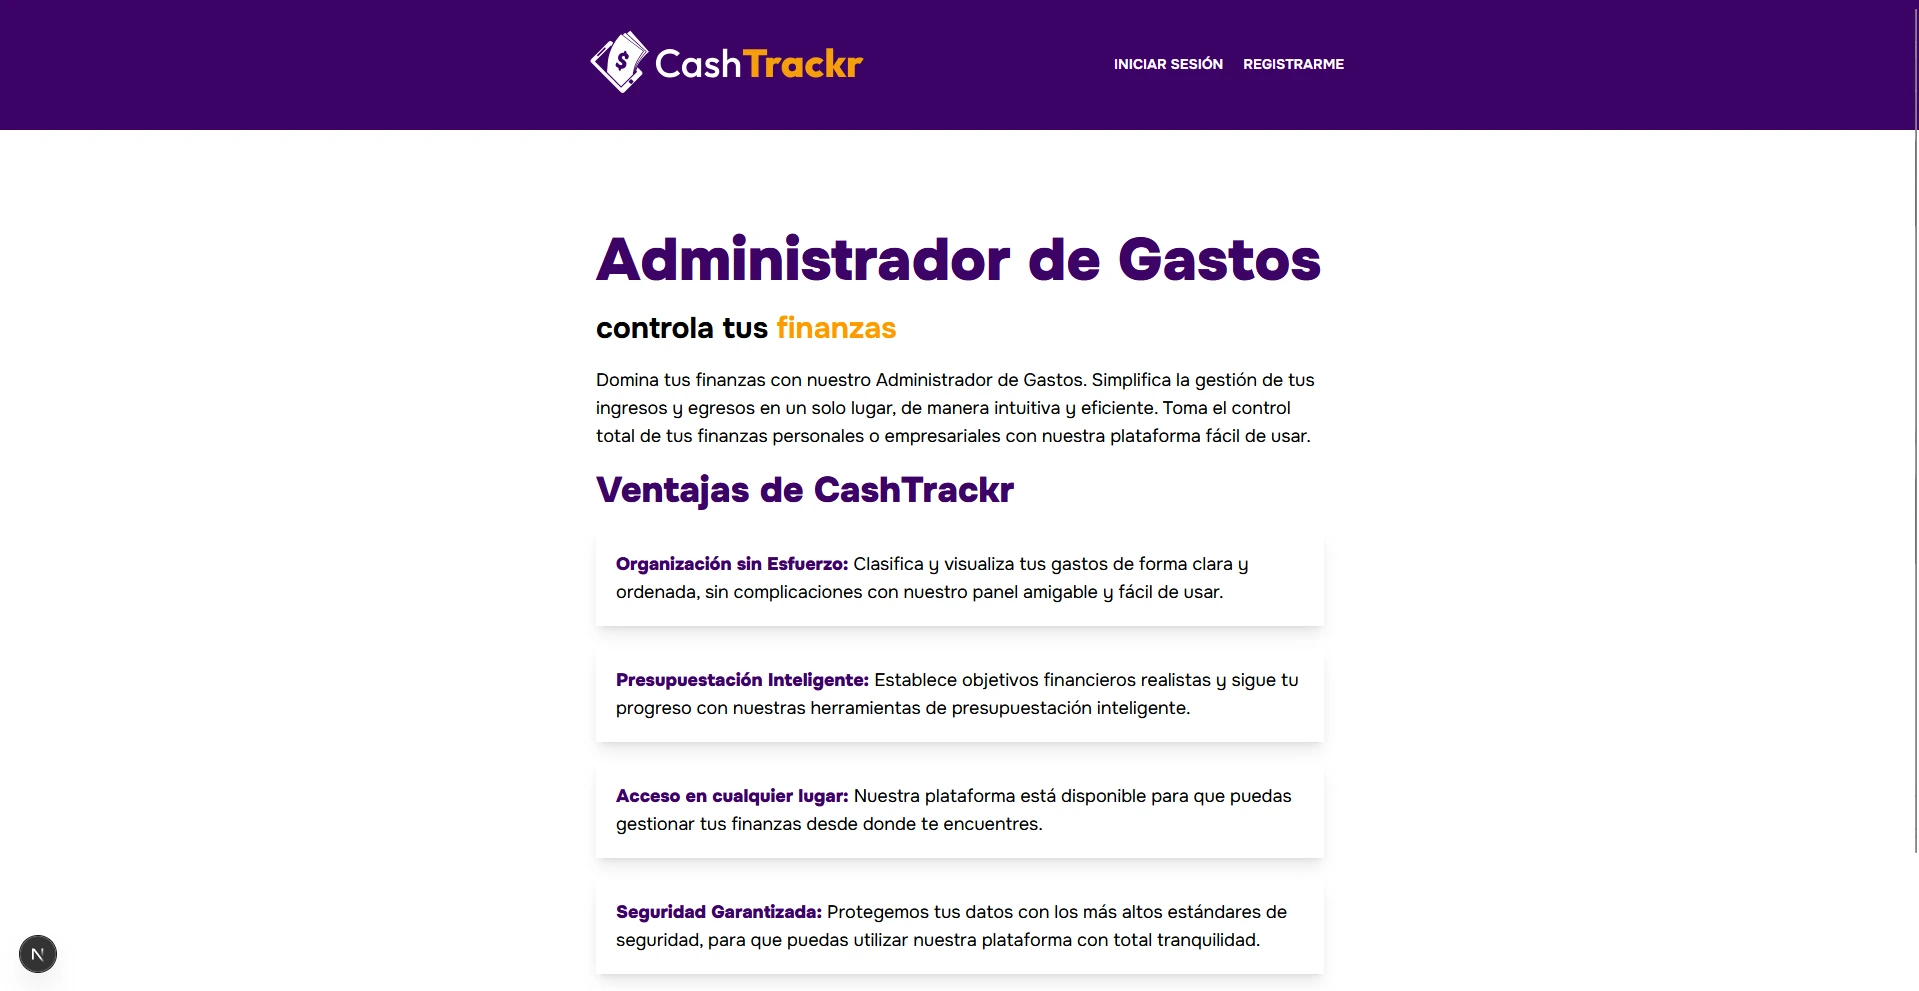 $ CashTrackr
INICIAR SESIÓN REGISTRARME
Administrador de Gastos
controla tus finanzas
Domina tus finanzas con nuestro Administrador de Gastos. Simplifica la gestión de tus
ingresos y egresos en un solo lugar, de manera intuitiva y eficiente. Toma el control
total de tus finanzas personales o empresariales con nuestra plataforma fácil de usar.
Ventajas de CashTrackr
Organización sin Esfuerzo: Clasifica y visualiza tus gastos de forma clara y
ordenada, sin complicaciones con nuestro panel amigable y fácil de usar.
Presupuestación Inteligente: Establece objetivos financieros realistas y sigue tu
progreso con nuestras herramientas de presupuestación inteligente.
Acceso en cualquier lugar: Nuestra plataforma está disponible para que puedas
gestionar tus finanzas desde donde te encuentres.
Seguridad Garantizada: Protegemos tus datos con los más altos estándares de
seguridad, para que puedas utilizar nuestra plataforma con total tranquilidad.
N